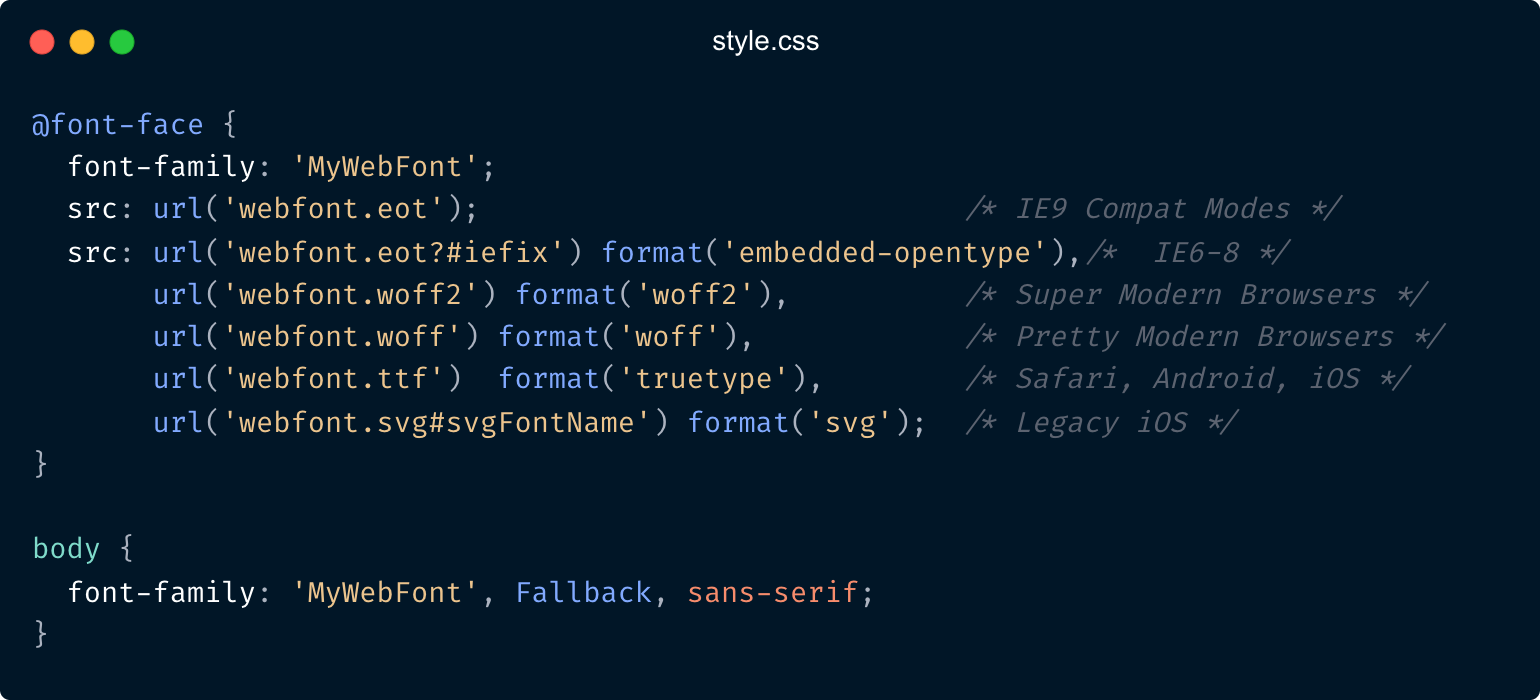 style.css
@font-face {
  font-family: 'MyWebFont';
  src: url('webfont.eot');                            /* IE9 Compat Modes */
  src: url('webfont.eot?#iefix') format('embedded-opentype'),/*  IE6-8 */
       url('webfont.woff2') format('woff2'),          /* Super Modern Browsers */
       url('webfont.woff') format('woff'),            /* Pretty Modern Browsers */
       url('webfont.ttf')  format('truetype'),        /* Safari, Android, iOS */
       url('webfont.svg#svgFontName') format('svg');  /* Legacy iOS */
}
body {
  font-family: 'MyWebFont', Fallback, sans-serif;
}